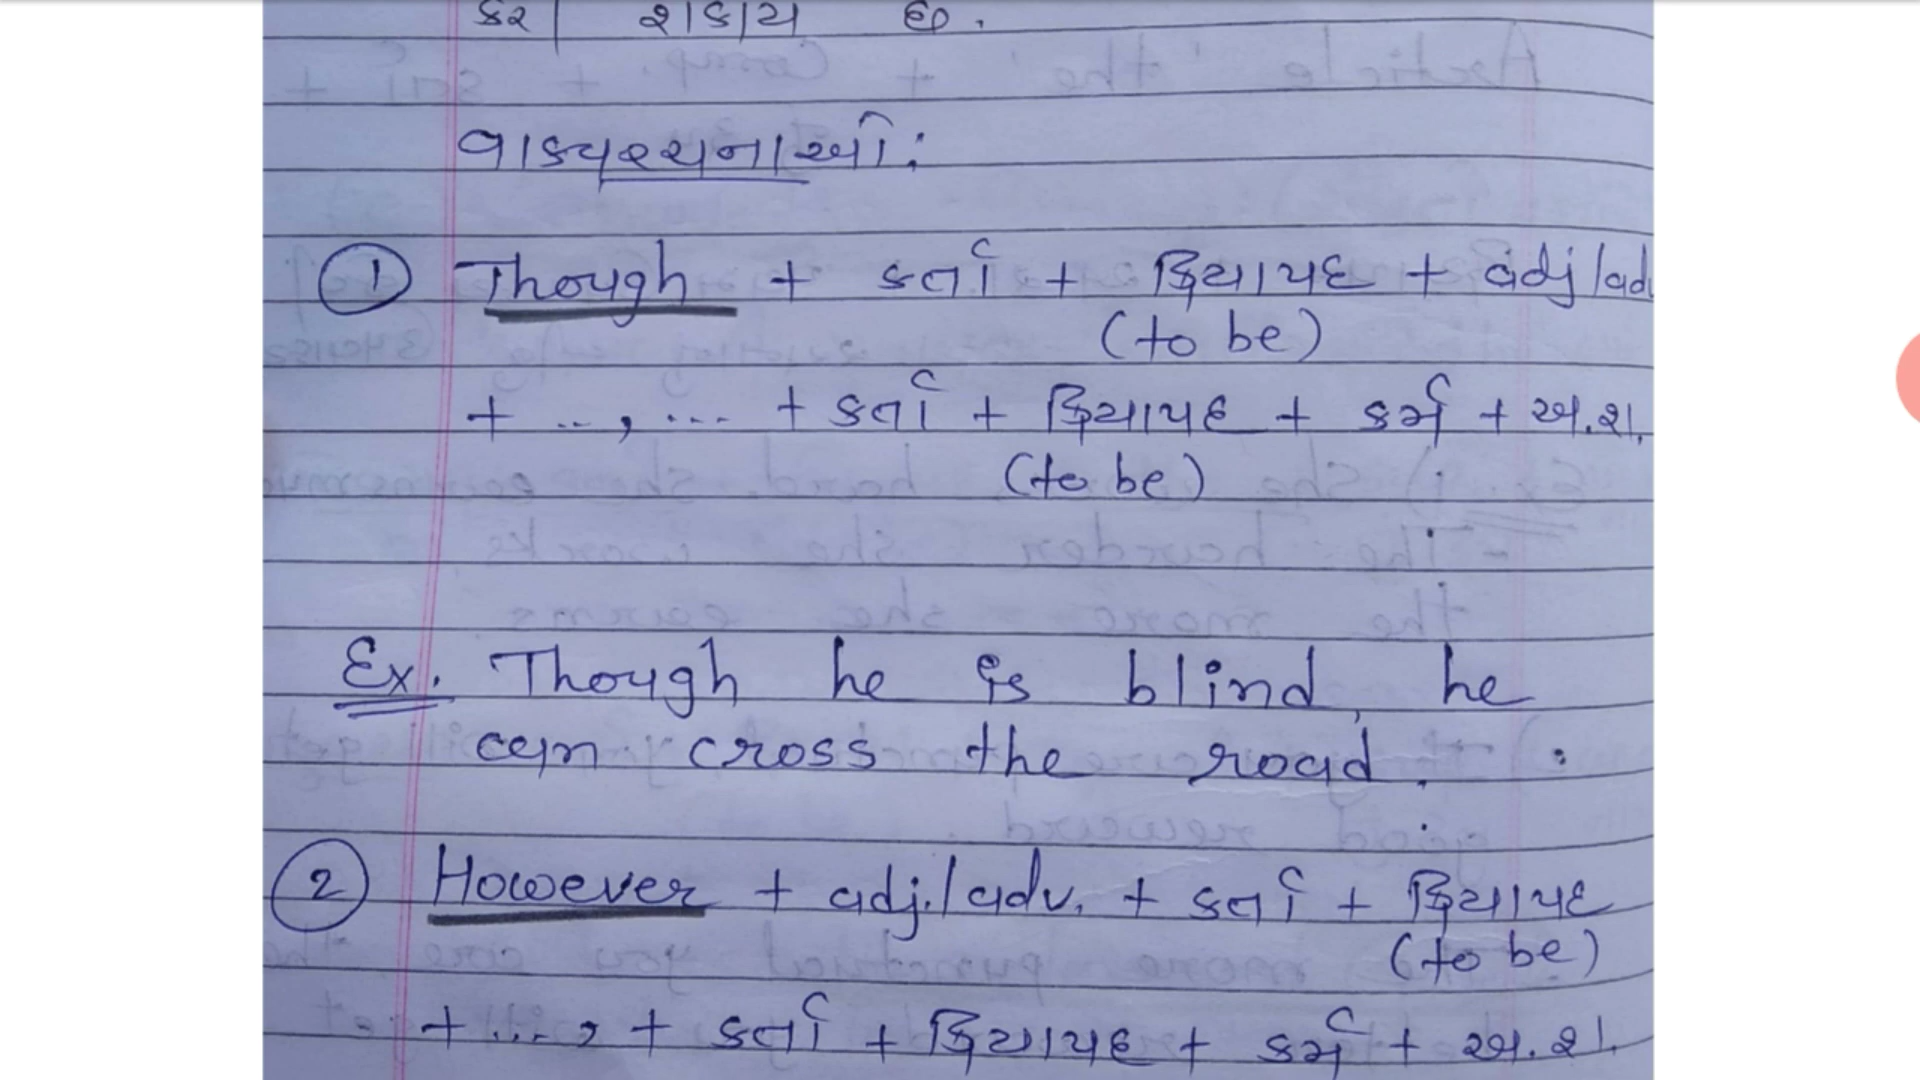 કરી શકાય છે.
વાક્યરચનાઓ:
① Though + કર્તા + ક્રિયાપદ + adj/adv
(to be)
+ .., ... + કર્તા + ક્રિયાપદ + કર્મ + અ.શ.
(to be)
Ex. Though he is blind, he
can cross the road.
② However + adj./adv. + કર્તા + ક્રિયાપદ
(to be)
+ ..., + કર્તા + ક્રિયાપદ + કર્મ + અ.શ.